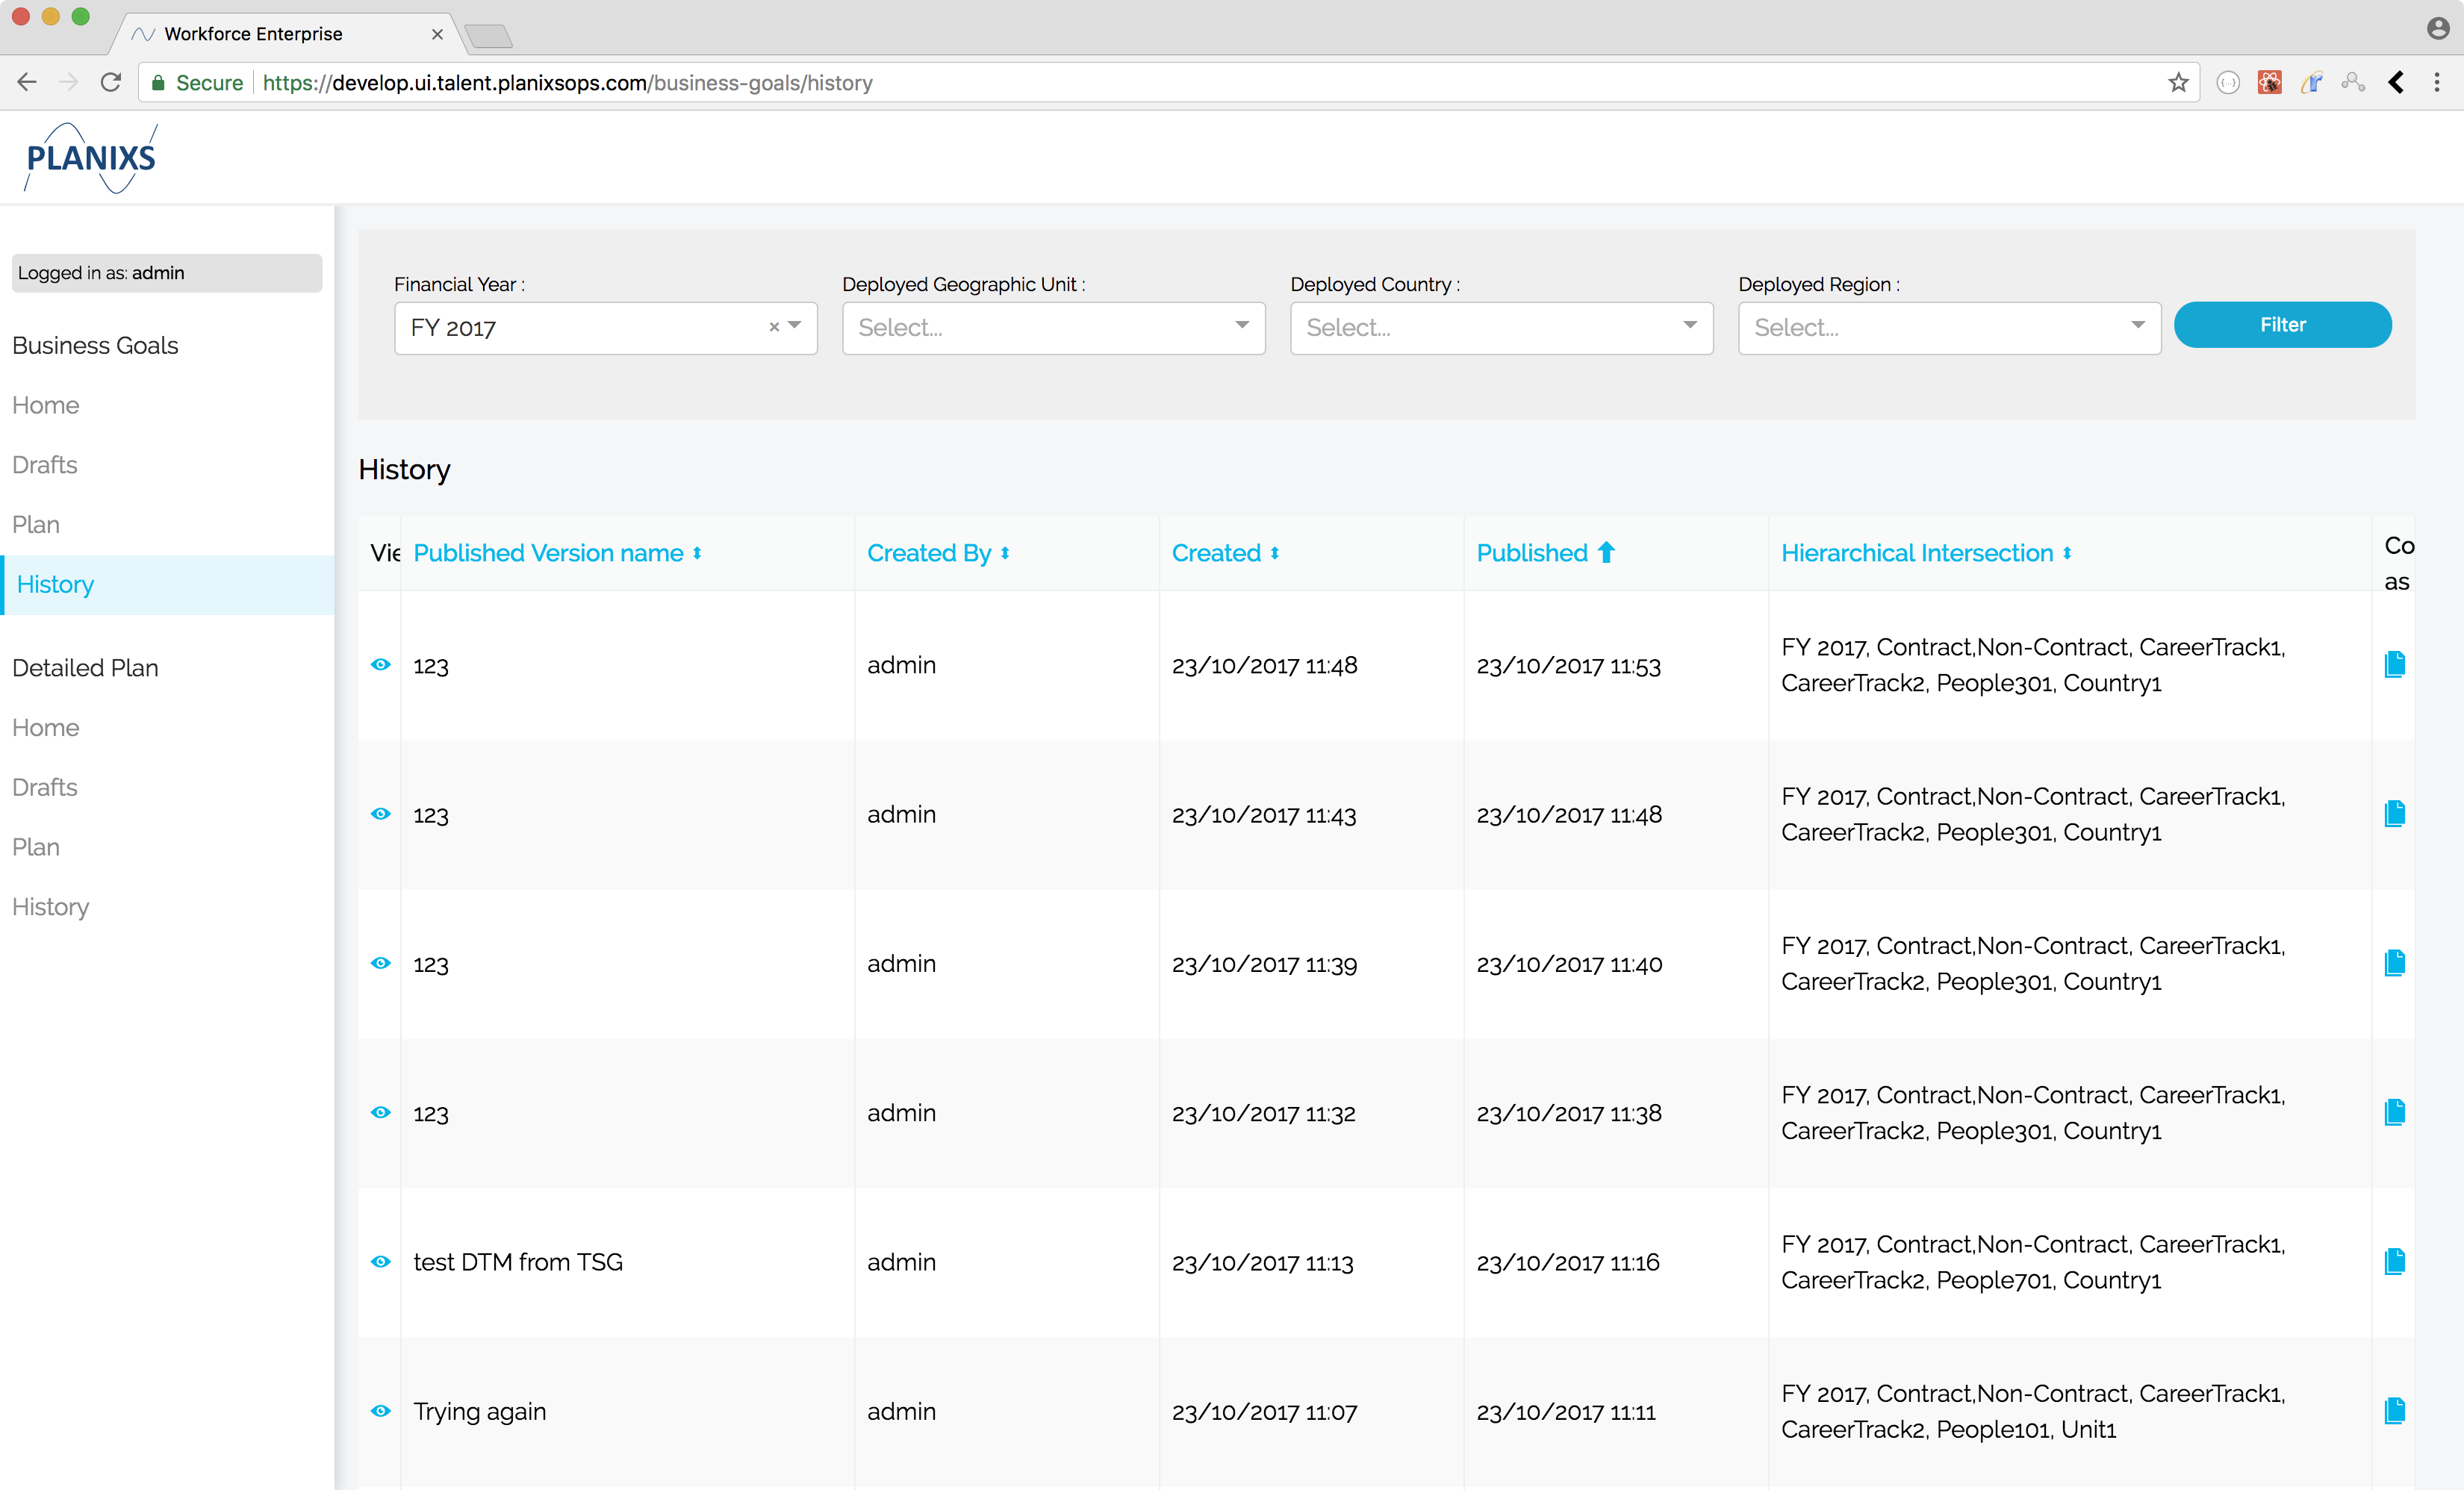 Workforce Enterprise
Secure https://develop.ui.talent.planixsops.com/business-goals/history
PLANIXS
Logged in as: admin
Business Goals
Home
Drafts
Plan
History
Detailed Plan
Home
Drafts
Plan
History
Financial Year : Deployed Geographic Unit : Deployed Country : Deployed Region :
FY 2017 × Select... Select... Select... Filter
History
Vie Published Version name Created By Created Published Hierarchical Intersection Co
as
123 admin 23/10/2017 11:48 23/10/2017 11:53 FY 2017, Contract,Non-Contract, CareerTrack1,
CareerTrack2, People301, Country1
123 admin 23/10/2017 11:43 23/10/2017 11:48 FY 2017, Contract,Non-Contract, CareerTrack1,
CareerTrack2, People301, Country1
123 admin 23/10/2017 11:39 23/10/2017 11:40 FY 2017, Contract,Non-Contract, CareerTrack1,
CareerTrack2, People301, Country1
123 admin 23/10/2017 11:32 23/10/2017 11:38 FY 2017, Contract,Non-Contract, CareerTrack1,
CareerTrack2, People301, Country1
test DTM from TSG admin 23/10/2017 11:13 23/10/2017 11:16 FY 2017, Contract,Non-Contract, CareerTrack1,
CareerTrack2, People701, Country1
Trying again admin 23/10/2017 11:07 23/10/2017 11:11 FY 2017, Contract,Non-Contract, CareerTrack1,
CareerTrack2, People101, Unit1